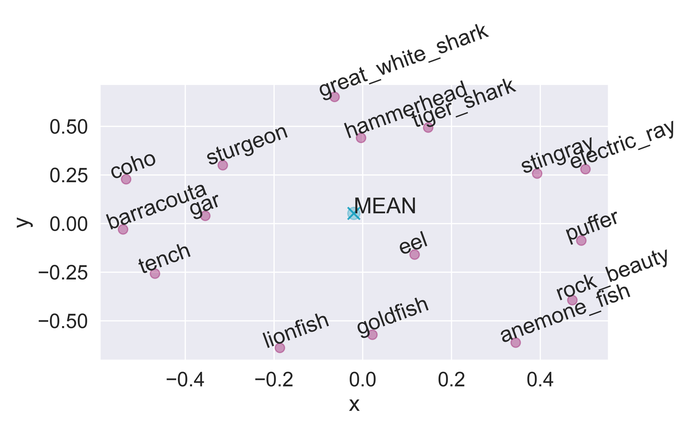 great_white_shark
hammerhead
tiger_shark
sturgeon
coho
stingray
electric_ray
barracouta
gar
MEAN
puffer
eel
tench
rock_beauty
anemone_fish
goldfish
lionfish
0.50
0.25
0.00
−0.25
−0.50
y
−0.4
−0.2
0.0
0.2
0.4
x